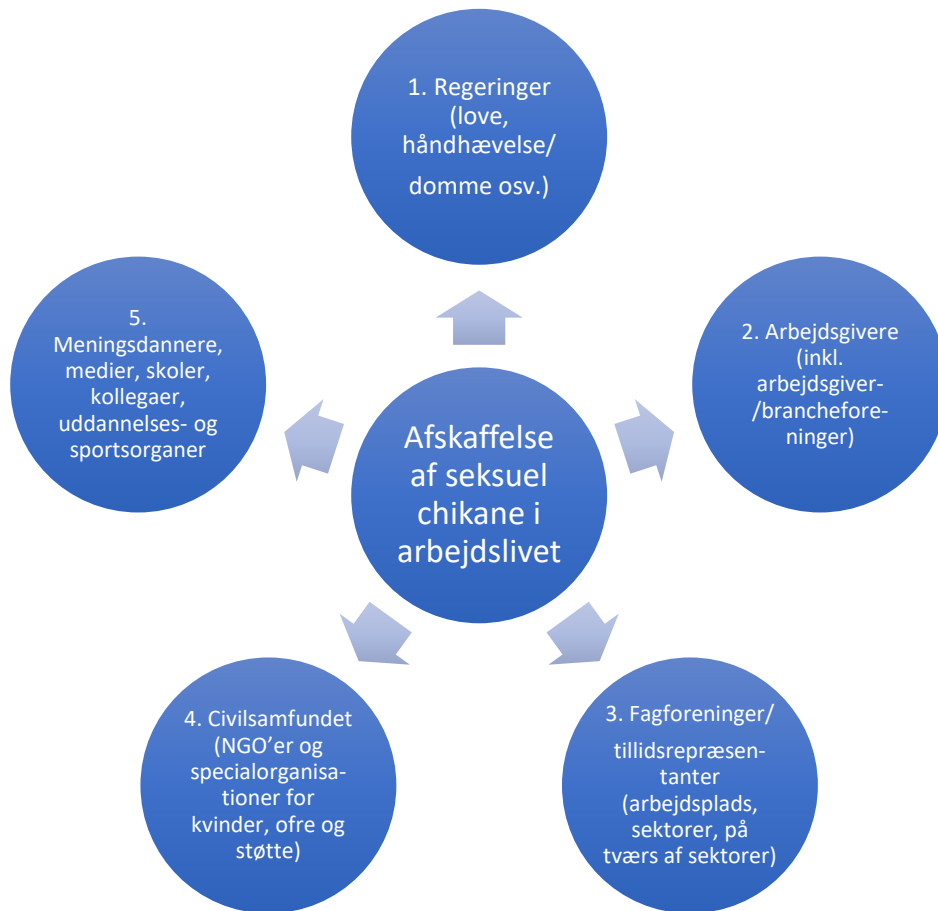 1. Regeringer
(love,
håndhævelse/
domme osv.)
2. Arbejdsgivere
(inkl.
arbejdsgiver-
/brancheforе-
ninger)
3. Fagforeninger/
tillidsrepræsen-
tanter
(arbejdsplads,
sektorer, på
tværs af sektorer)
4. Civilsamfundet
(NGO’er og
specialorganisa-
tioner for
kvinder, ofre og
støtte)
5.
Meningsdannere,
medier, skoler,
kollegaer,
uddannelses- og
sportsorganer
Afskaffelse
af seksuel
chikane i
arbejdslivet